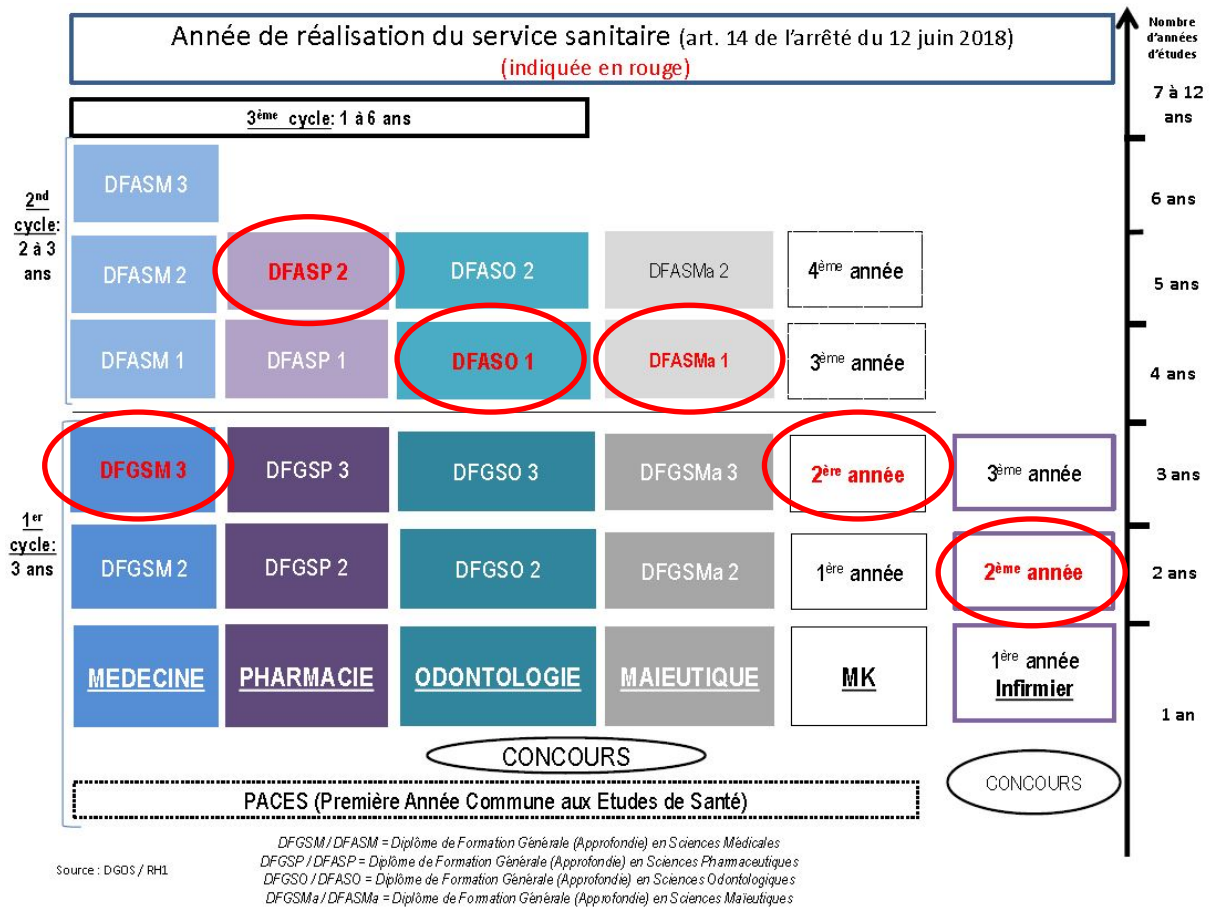 Année de réalisation du service sanitaire (art. 14 de l'arrêté du 12 juin 2018)
(indiquée en rouge)
Nombre
d'années
d'études
7 à 12
ans
3ème cycle: 1 à 6 ans
2nd
cycle:
2 à 3
ans
DFASM 3
6 ans
DFASM 2
DFASP 2
DFASO 2
DFASMa 2
4ème année
5 ans
DFASM 1
DFASP 1
DFASO 1
DFASMa 1
3ème année
4 ans
1er
cycle:
3 ans
DFGSM 3
DFGSP 3
DFGSO 3
DFGSMa 3
2ère année
3ème année
3 ans
DFGSM 2
DFGSP 2
DFGSO 2
DFGSMa 2
1ère année
2ème année
2 ans
MEDECINE
PHARMACIE
ODONTOLOGIE
MAIEUTIQUE
MK
1ère année
Infirmier
1 an
CONCOURS
CONCOURS
PACES (Première Année Commune aux Etudes de Santé)
DFGSM / DFASM = Diplôme de Formation Générale (Approfondie) en Sciences Médicales
DFGSP / DFASP = Diplôme de Formation Générale (Approfondie) en Sciences Pharmaceutiques
DFGSO / DFASO = Diplôme de Formation Générale (Approfondie) en Sciences Odontologiques
DFGSMa / DFASMa = Diplôme de Formation Générale (Approfondie) en Sciences Maïeutiques
Source : DGOS / RH1